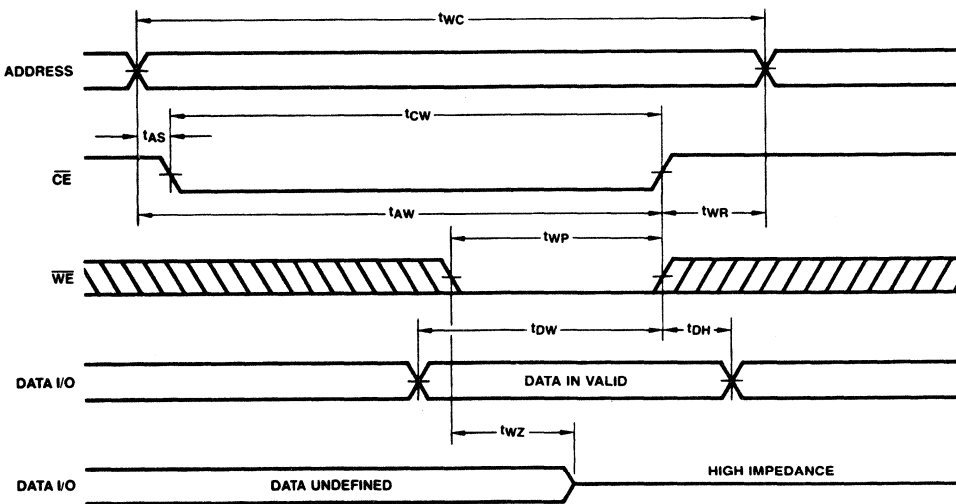 tWC
ADDRESS
tCW
tAS
CE
tAW
tWR
tWP
WE
tDW
tDH
DATA I/O
DATA IN VALID
tWZ
DATA I/O
DATA UNDEFINED
HIGH IMPEDANCE